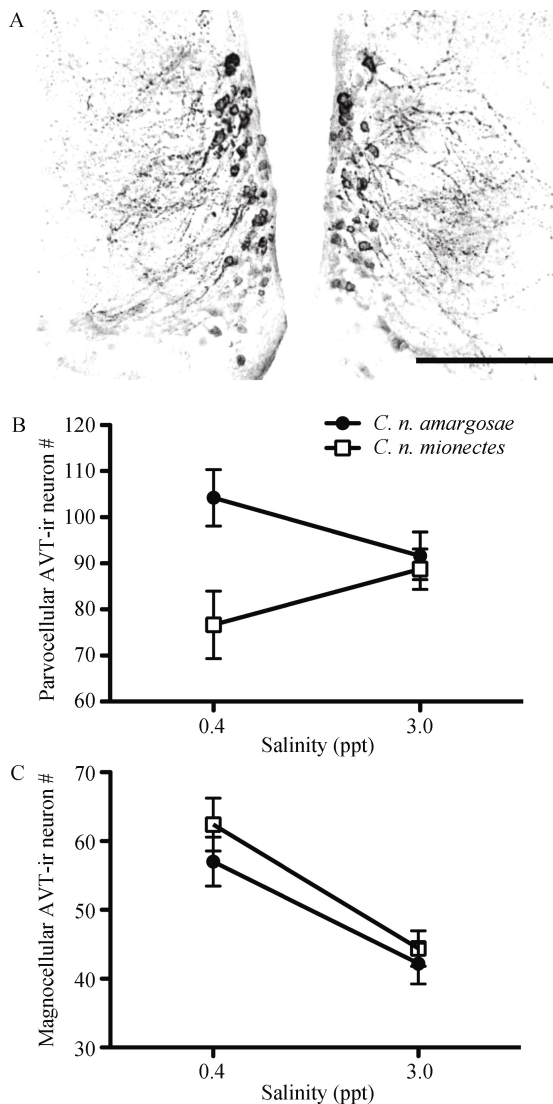 A
B
120
110
100
90
80
70
60
Parvocellular AVT-ir neuron #
C. n. amargosae
C. n. mionectes
0.4
3.0
Salinity (ppt)
C
70
60
50
40
30
Magnocellular AVT-ir neuron #
0.4
3.0
Salinity (ppt)